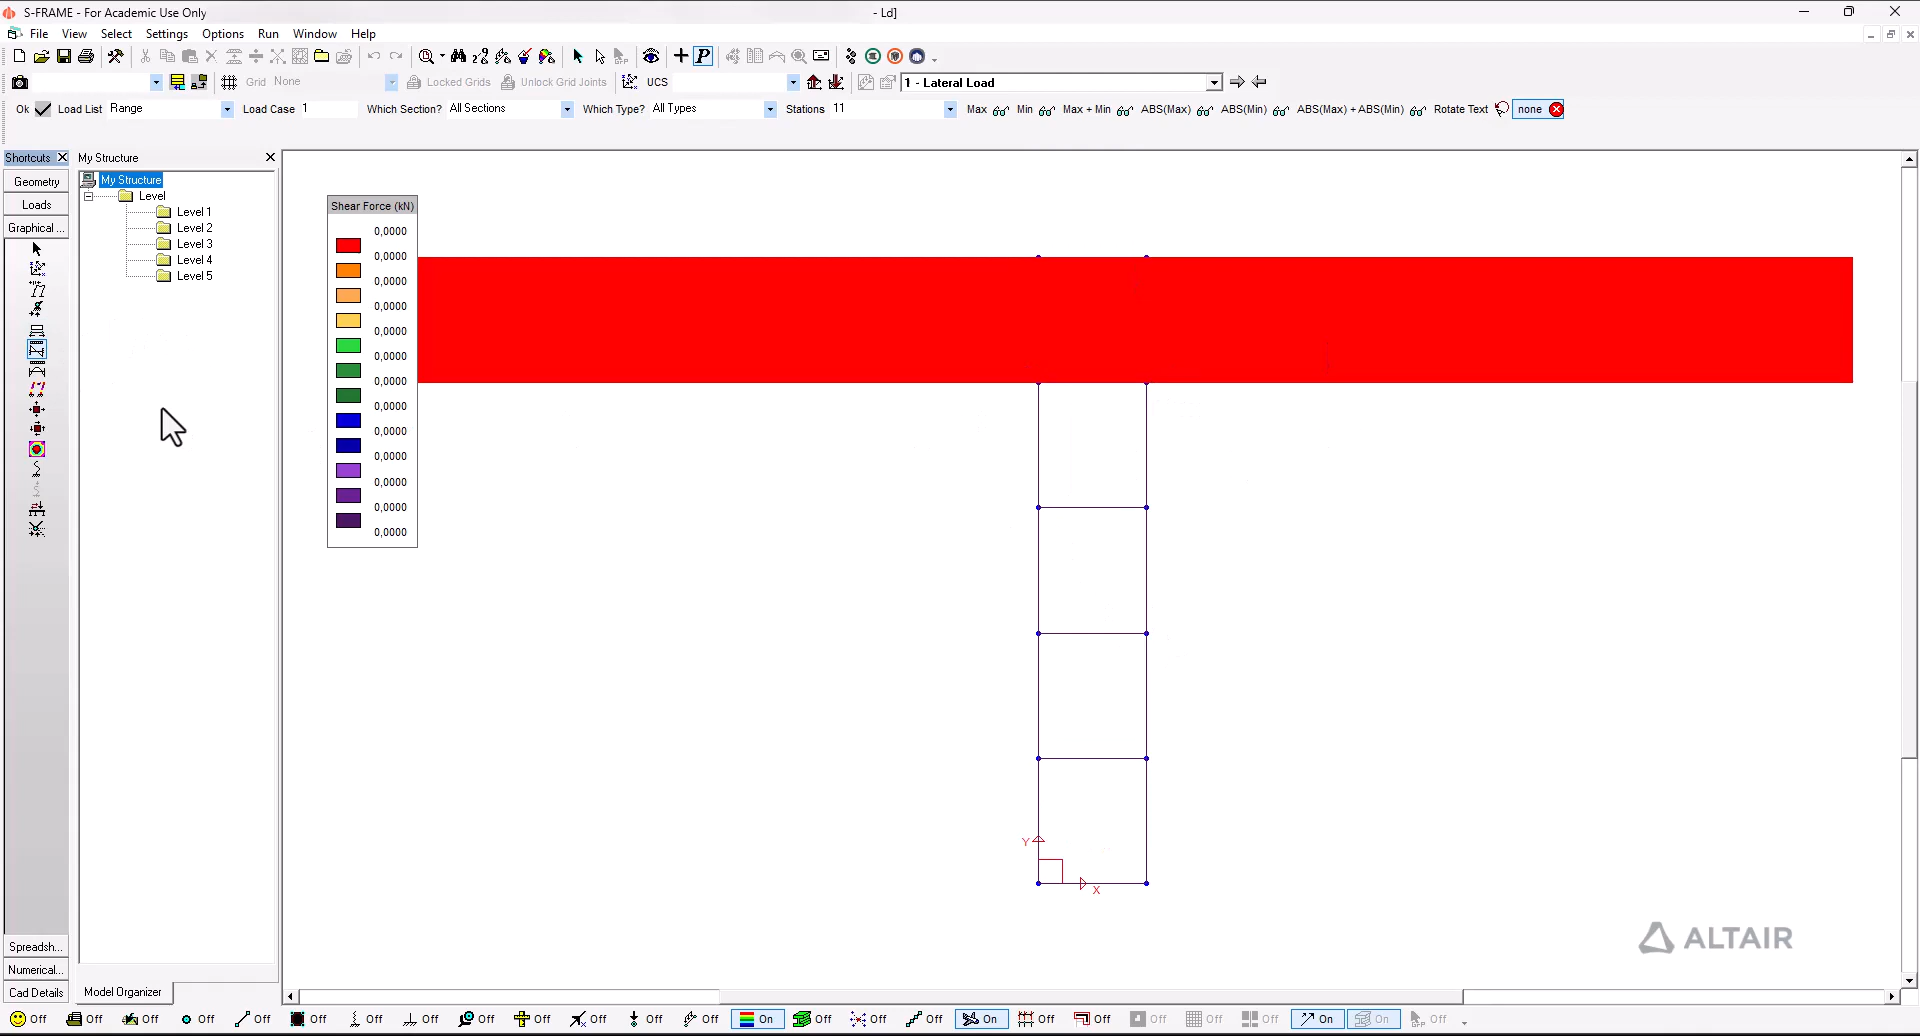 S-FRAME - For Academic Use Only - Ld]
File View Select Settings Options Run Window Help
Grid None Locked Grids Unlock Grid Joints UCS 1 - Lateral Load
Ok Load List Range Load Case 1 Which Section? All Sections Which Type? All Types Stations 11 Max Min Max + Min ABS(Max) ABS(Min) ABS(Max) + ABS(Min) Rotate Text none
Shortcuts My Structure
Geometry
Loads
Graphical ...
My Structure
Level
Level 1
Level 2
Level 3
Level 4
Level 5
Shear Force (kN)
0,0000
0,0000
0,0000
0,0000
0,0000
0,0000
0,0000
0,0000
0,0000
0,0000
0,0000
0,0000
0,0000
Y
X
ALTAIR
Spreadsh...
Numerical...
Cad Details
Model Organizer
Off Off Off Off Off Off Off Off Off Off Off Off Off On Off Off Off On Off Off Off Off Off On On Off